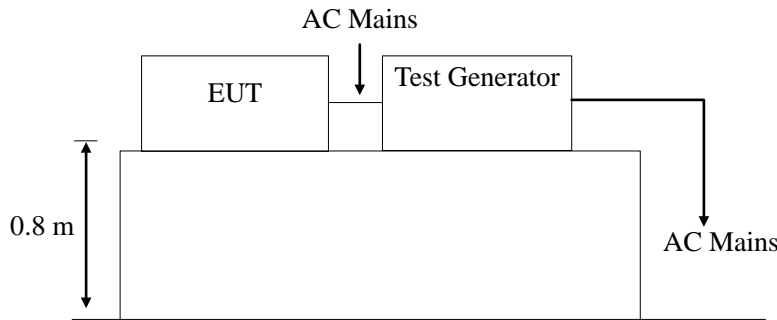 AC Mains
EUT
Test Generator
0.8 m
AC Mains